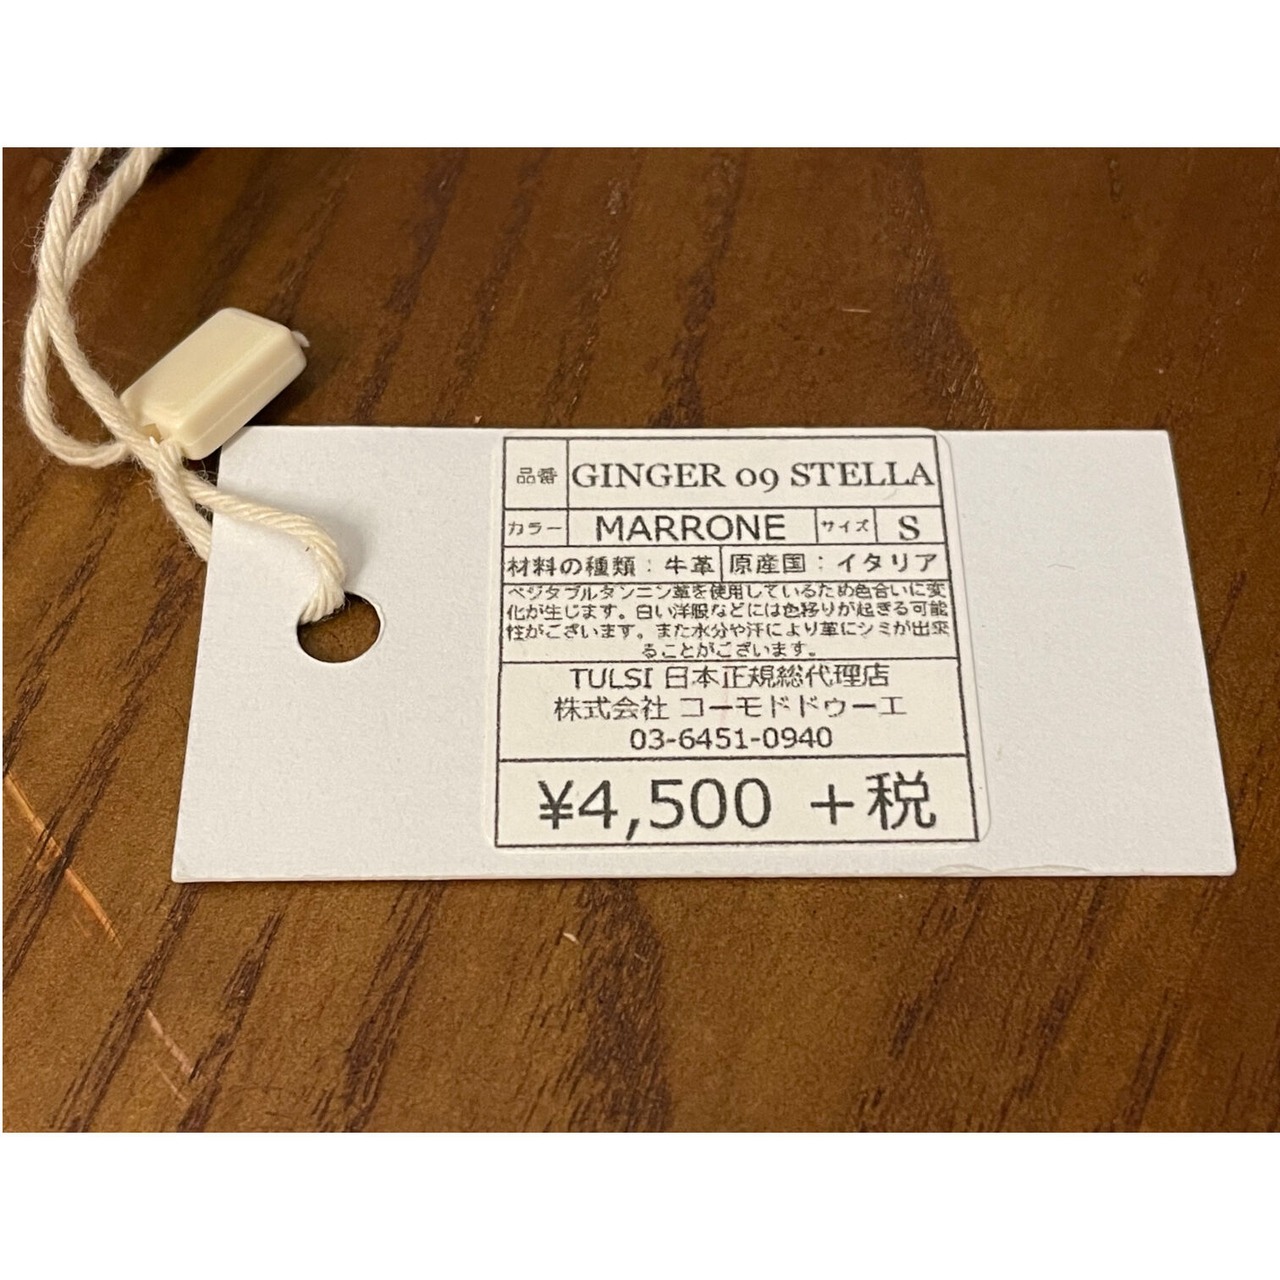 品番 GINGER 09 STELLA
カラー MARRONE サイズ S
材料の種類：牛革 原産国：イタリア
ベジタブルタンニン革を使用しているため色合いに変
化が生じます。白い洋服などには色移りが起きる可能
性がございます。また水分や汗により革にシミが出来
ることがございます。
TULSI 日本正規総代理店
株式会社 コーモドドゥーエ
03-6451-0940
¥4,500 ＋税